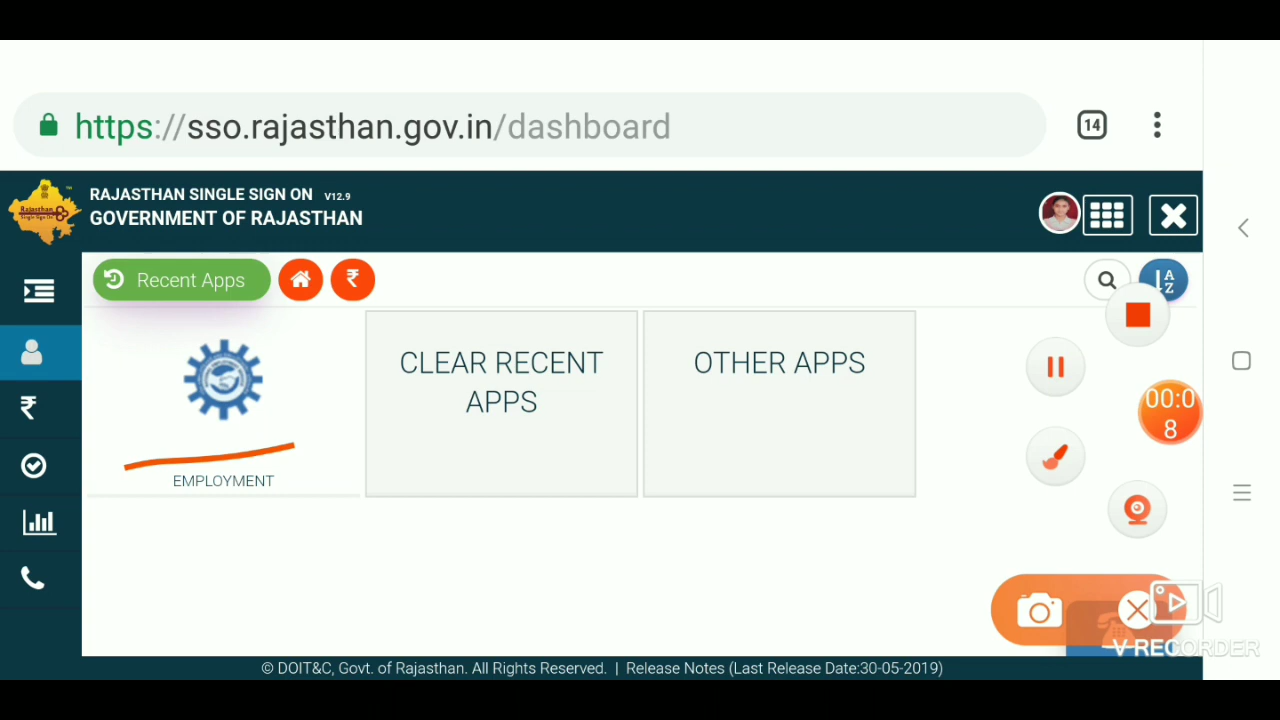 https://sso.rajasthan.gov.in/dashboard
14
RAJASTHAN SINGLE SIGN ON V12.9
GOVERNMENT OF RAJASTHAN
Recent Apps
₹
A
Z
CLEAR RECENT
APPS
OTHER APPS
EMPLOYMENT
₹
00:0
8
V RECORDER
© DOIT&C, Govt. of Rajasthan. All Rights Reserved. | Release Notes (Last Release Date:30-05-2019)